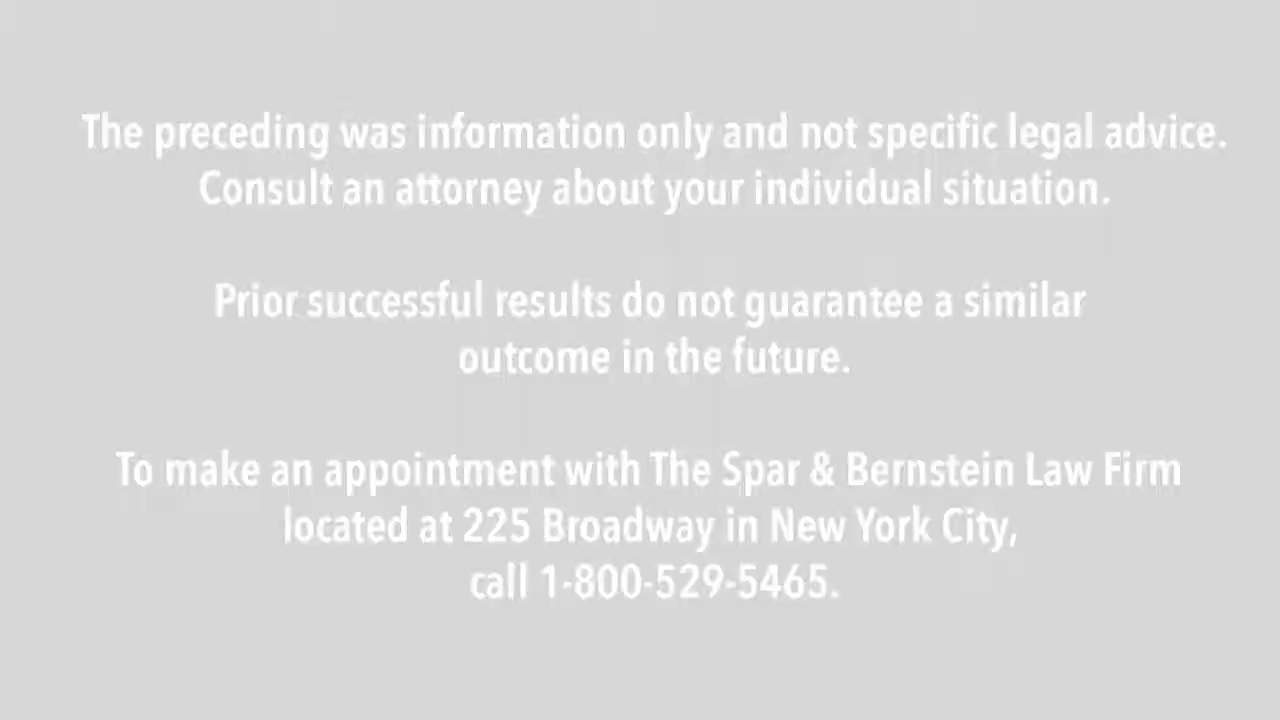 The preceding was information only and not specific legal advice.
Consult an attorney about your individual situation.
Prior successful results do not guarantee a similar
outcome in the future.
To make an appointment with The Spar & Bernstein Law Firm
located at 225 Broadway in New York City,
call 1-800-529-5465.